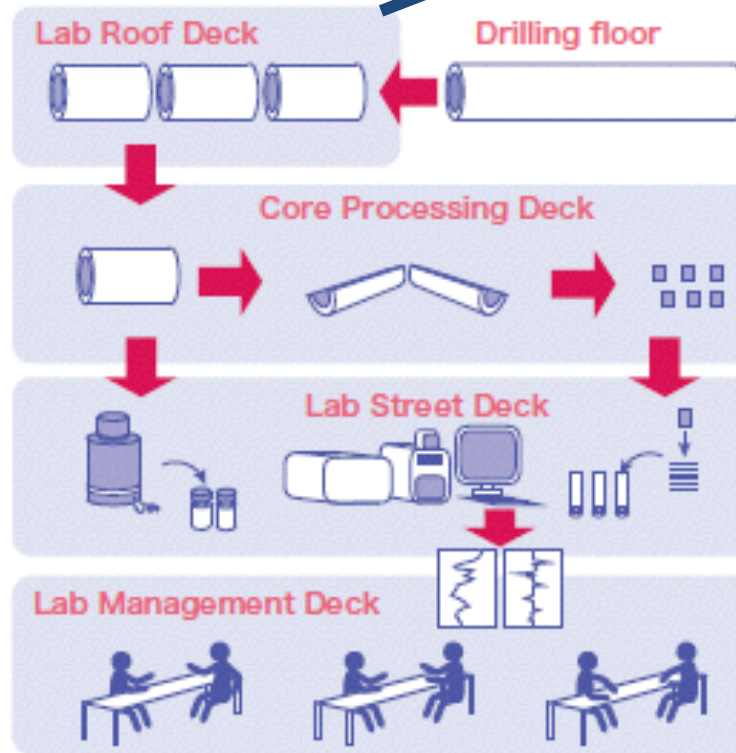 Lab Roof Deck
Drilling floor
Core Processing Deck
Lab Street Deck
Lab Management Deck